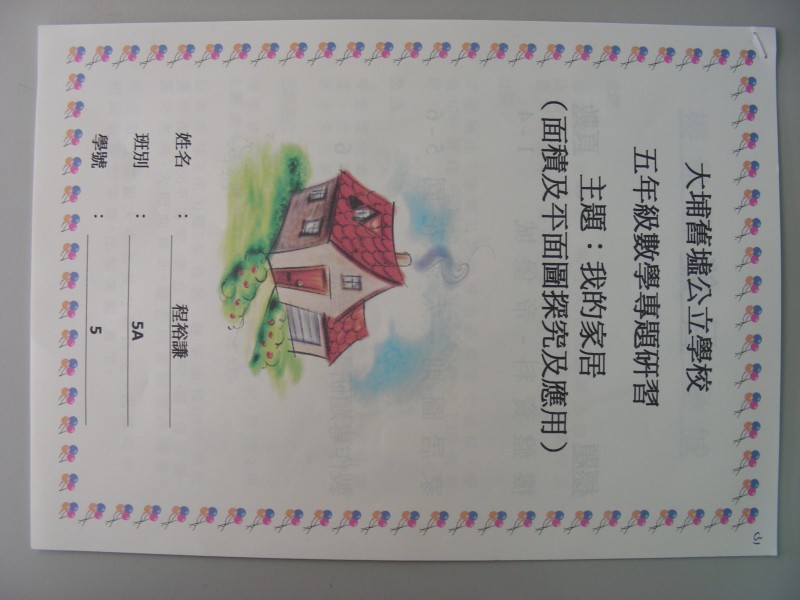 大埔舊墟公立學校
五年級數學專題研習
主題：我的家居
（面積及平面圖探究及應用）
姓名 ： 程裕謙
班別 ： 5A
學號 ： 5